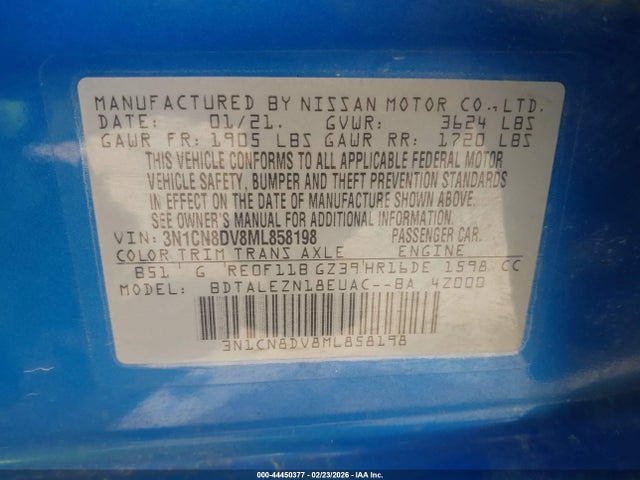 MANUFACTURED BY NISSAN MOTOR CO., LTD.
DATE: 01/21. GVWR: 3624 LBS
GAWR FR: 1905 LBS GAWR RR: 1720 LBS
THIS VEHICLE CONFORMS TO ALL APPLICABLE FEDERAL MOTOR
VEHICLE SAFETY, BUMPER AND THEFT PREVENTION STANDARDS
IN EFFECT ON THE DATE OF MANUFACTURE SHOWN ABOVE.
SEE OWNER'S MANUAL FOR ADDITIONAL INFORMATION.
VIN: 3N1CN8DV8ML858198 PASSENGER CAR.
COLOR TRIM TRANS AXLE ENGINE
B51 G RE0F11B GZ39 HR16DE 1598 CC
MODEL: BDTALEZN18EUAC--BA 4Z000
3N1CN8DV8ML858198
000-44450377 - 02/23/2026 - IAAI.COM